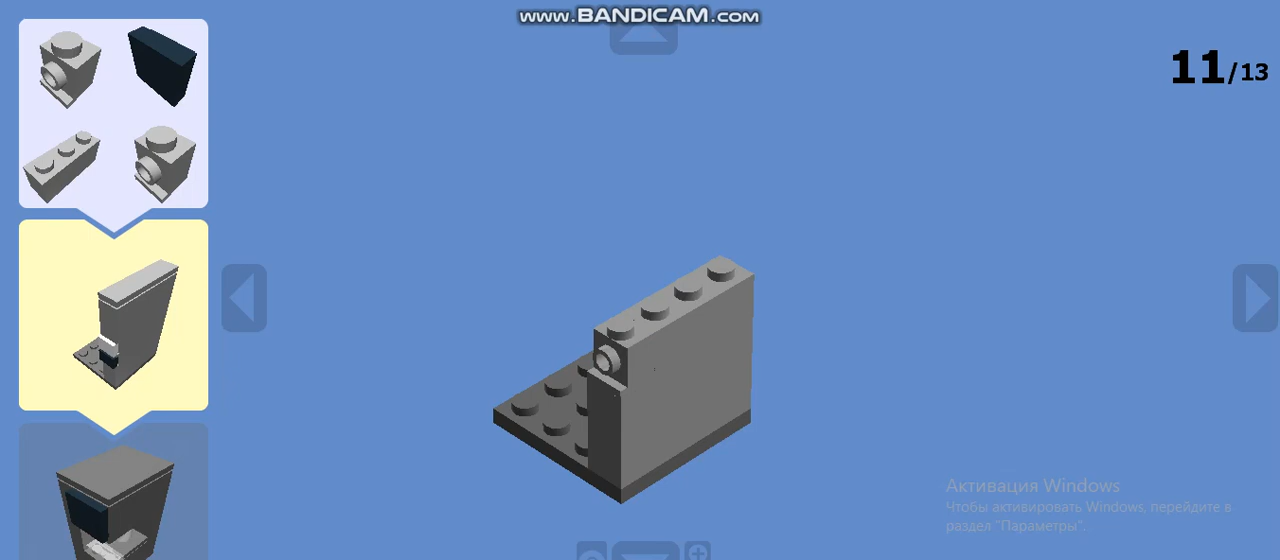 www.BANDICAM.com
11/13
Активация Windows
Чтобы активировать Windows, перейдите в
раздел "Параметры".